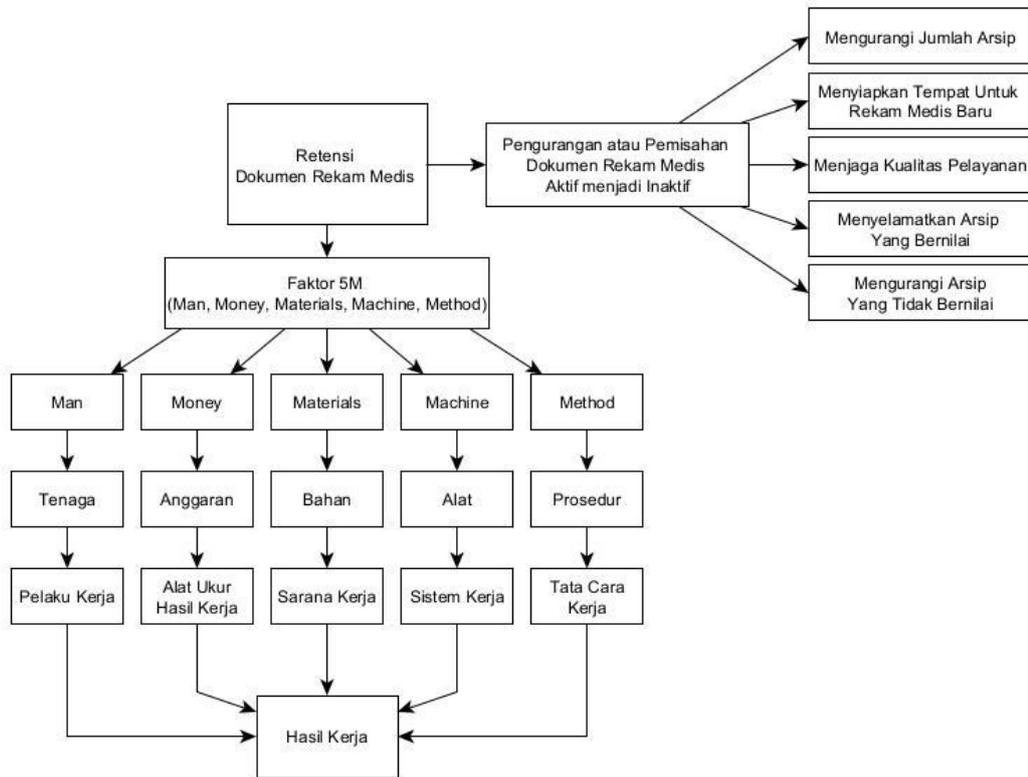 Mengurangi Jumlah Arsip
Menyiapkan Tempat Untuk
Rekam Medis Baru
Retensi
Dokumen Rekam Medis
Pengurangan atau Pemisahan
Dokumen Rekam Medis
Aktif menjadi Inaktif
Menjaga Kualitas Pelayanan
Menyelamatkan Arsip
Yang Bernilai
Mengurangi Arsip
Yang Tidak Bernilai
Faktor 5M
(Man, Money, Materials, Machine, Method)
Man
Money
Materials
Machine
Method
Tenaga
Anggaran
Bahan
Alat
Prosedur
Pelaku Kerja
Alat Ukur
Hasil Kerja
Sarana Kerja
Sistem Kerja
Tata Cara
Kerja
Hasil Kerja